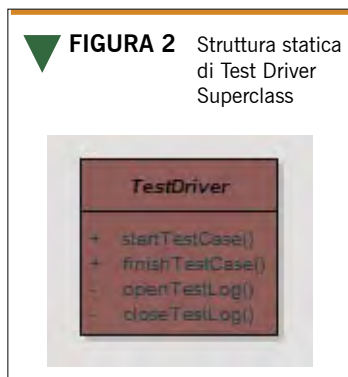 FIGURA 2 Struttura statica
di Test Driver
Superclass
TestDriver
+ startTestCase()
+ finishTestCase()
- openTestLog()
- closeTestLog()